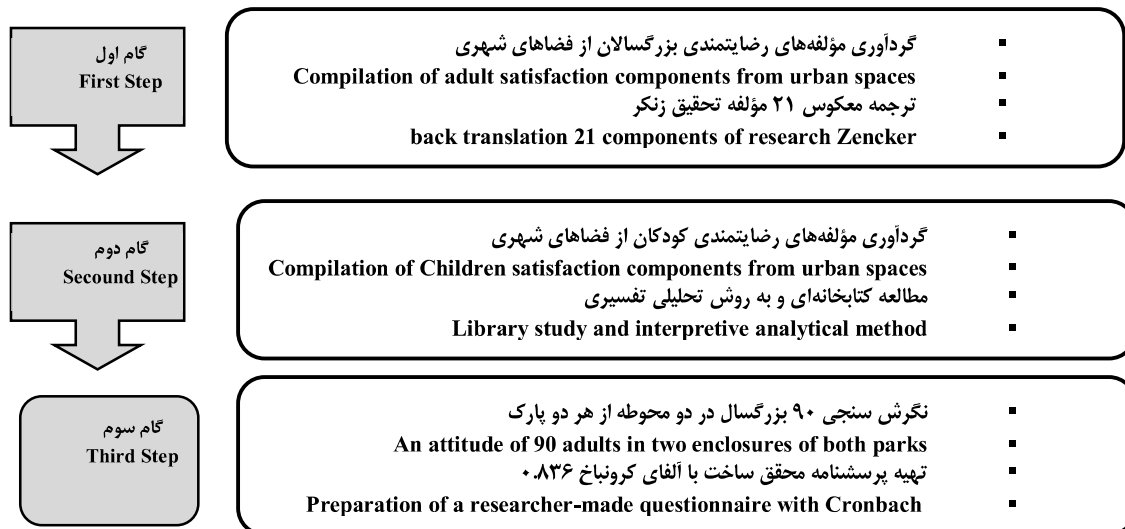 گام اول
First Step
گردآوری مؤلفه‌های رضایتمندی بزرگسالان از فضاهای شهری
Compilation of adult satisfaction components from urban spaces
ترجمه معکوس ۲۱ مؤلفه تحقیق زنکر
back translation 21 components of research Zencker
گام دوم
Secound Step
گردآوری مؤلفه‌های رضایتمندی کودکان از فضاهای شهری
Compilation of Children satisfaction components from urban spaces
مطالعه کتابخانه‌ای و به روش تحلیلی تفسیری
Library study and interpretive analytical method
گام سوم
Third Step
نگرش سنجی ۹۰ بزرگسال در دو محوطه از هر دو پارک
An attitude of 90 adults in two enclosures of both parks
تهیه پرسشنامه محقق ساخت با آلفای کرونباخ ۰.۸۳۶
Preparation of a researcher-made questionnaire with Cronbach